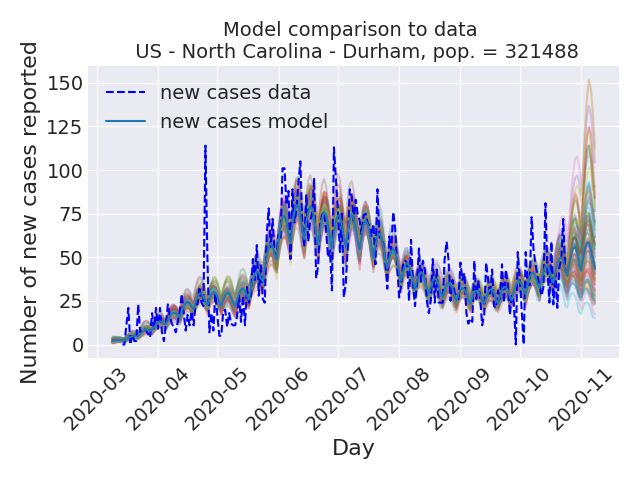 Model comparison to data
US - North Carolina - Durham, pop. = 321488
Number of new cases reported
150
125
100
75
50
25
0
new cases data
new cases model
2020-03
2020-04
2020-05
2020-06
2020-07
2020-08
2020-09
2020-10
2020-11
Day